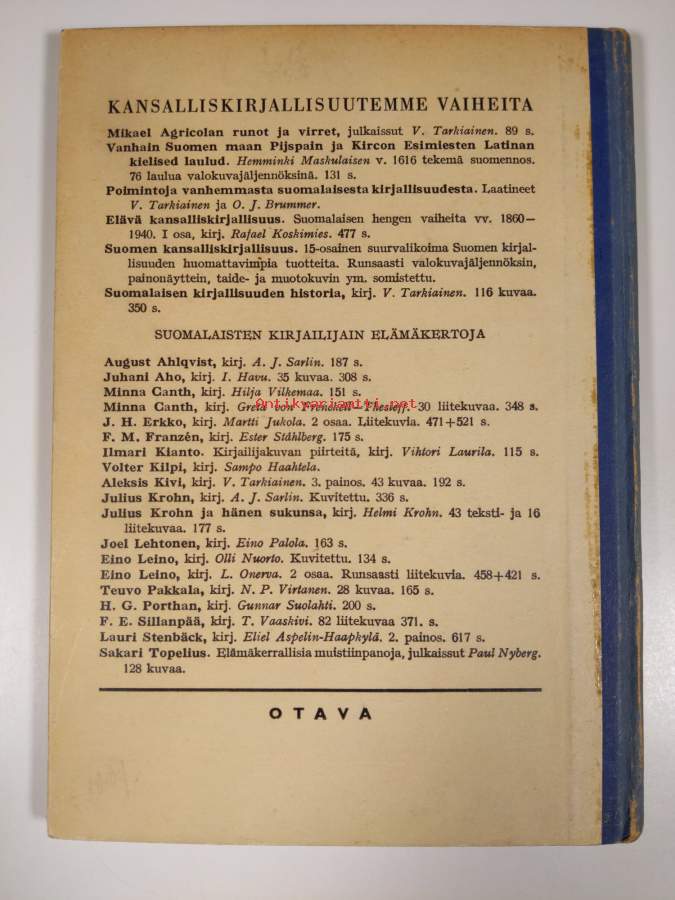 KANSALLISKIRJALLISUUTEMME VAIHEITA
Mikael Agricolan runot ja virret, julkaissut V. Tarkiainen. 89 s.
Vanhain Suomen maan Pijspain ja Kircon Esimiesten Latinan
kielised laulud. Hemminki Maskulaisen v. 1616 tekemä suomennos.
76 laulua valokuvajäljennöksinä. 131 s.
Poimintoja vanhemmasta suomalaisesta kirjallisuudesta. Laatineet
V. Tarkiainen ja O. J. Brummer.
Elävä kansalliskirjallisuus. Suomalaisen hengen vaiheita vv. 1860—
1940. I osa, kirj. Rafael Koskimies. 477 s.
Suomen kansalliskirjallisuus. 15-osainen suurvalikoima Suomen kirjal-
lisuuden huomattavimpia tuotteita. Runsaasti valokuvajäljennöksin,
painonäyttein, taide- ja muotokuvin ym. somistettu.
Suomalaisen kirjallisuuden historia, kirj. V. Tarkiainen. 116 kuvaa.
350 s.
SUOMALAISTEN KIRJAILIJAIN ELÄMÄKERTOJA
August Ahlqvist, kirj. A. J. Sarlin. 187 s.
Juhani Aho, kirj. I. Havu. 35 kuvaa. 308 s.
Minna Canth, kirj. Hilja Vilkemaa. 151 s.
Antiikvariaatti.net
Minna Canth, kirj. Greta von Frenckell-Thesleff. 30 liitekuvaa. 348 s.
J. H. Erkko, kirj. Martti Jukola. 2 osaa. Liitekuvia. 471+521 s.
F. M. Franzén, kirj. Ester Ståhlberg. 175 s.
Ilmari Kianto. Kirjailijakuvan piirteitä, kirj. Vihtori Laurila. 115 s.
Volter Kilpi, kirj. Sampo Haahtela.
Aleksis Kivi, kirj. V. Tarkiainen. 3. painos. 43 kuvaa. 192 s.
Julius Krohn, kirj. A. J. Sarlin. Kuvitettu. 336 s.
Julius Krohn ja hänen sukunsa, kirj. Helmi Krohn. 43 teksti- ja 16
liitekuvaa. 177 s.
Joel Lehtonen, kirj. Eino Palola. 163 s.
Eino Leino, kirj. Olli Nuorto. Kuvitettu. 134 s.
Eino Leino, kirj. L. Onerva. 2 osaa. Runsaasti liitekuvia. 458+421 s.
Teuvo Pakkala, kirj. N. P. Virtanen. 28 kuvaa. 165 s.
H. G. Porthan, kirj. Gunnar Suolahti. 200 s.
F. E. Sillanpää, kirj. T. Vaaskivi. 82 liitekuvaa 371. s.
Lauri Stenbäck, kirj. Eliel Aspelin-Haapkylä. 2. painos. 617 s.
Sakari Topelius. Elämäkerrallisia muistiinpanoja, julkaissut Paul Nyberg.
128 kuvaa.
OTAVA